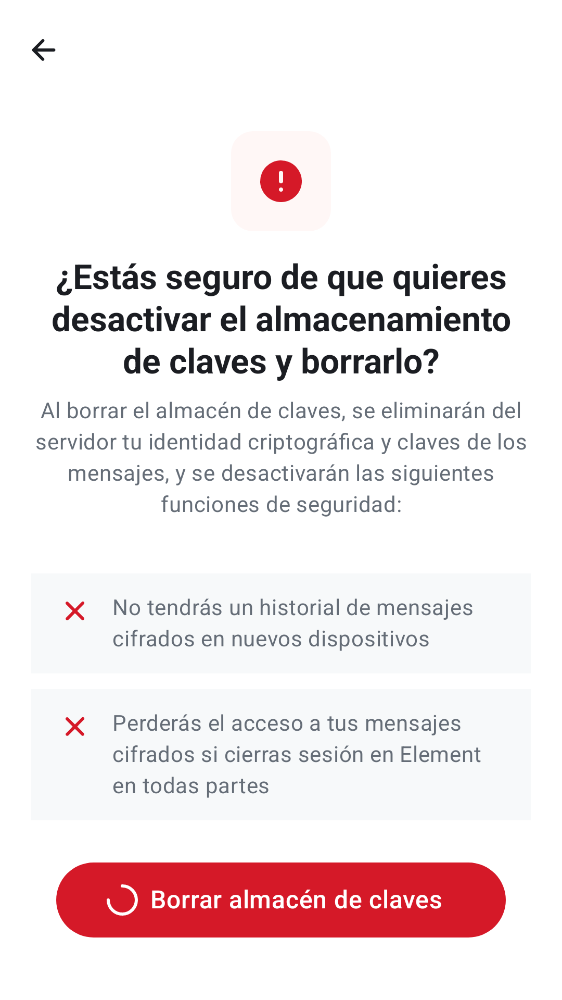 ¿Estás seguro de que quieres
desactivar el almacenamiento
de claves y borrarlo?
Al borrar el almacén de claves, se eliminarán del
servidor tu identidad criptográfica y claves de los
mensajes, y se desactivarán las siguientes
funciones de seguridad:
No tendrás un historial de mensajes
cifrados en nuevos dispositivos
Perderás el acceso a tus mensajes
cifrados si cierras sesión en Element
en todas partes
Borrar almacén de claves